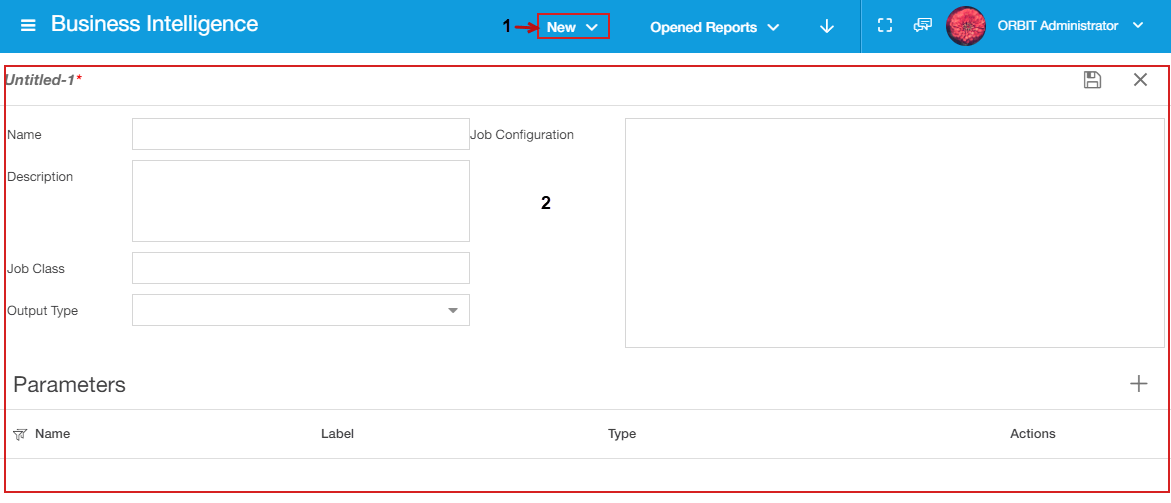 Business Intelligence 1 New Opened Reports ORBIT Administrator
Untitled-1*
Name Job Configuration
Description
2
Job Class
Output Type
Parameters
Name Label Type Actions